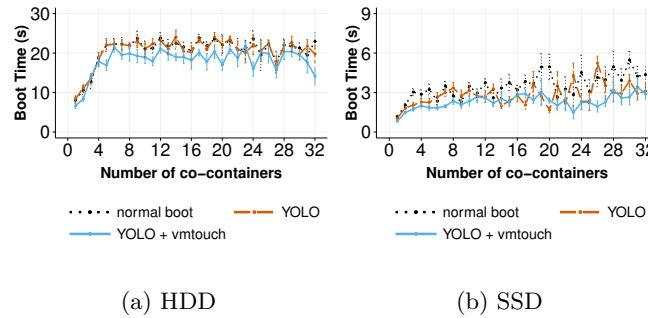 30
20
10
0
Boot Time (s)
0 4 8 12 16 20 24 28 32
Number of co-containers
normal boot YOLO
YOLO + vmtouch
(a) HDD
9
6
3
0
Boot Time (s)
0 4 8 12 16 20 24 28 32
Number of co-containers
normal boot YOLO
YOLO + vmtouch
(b) SSD